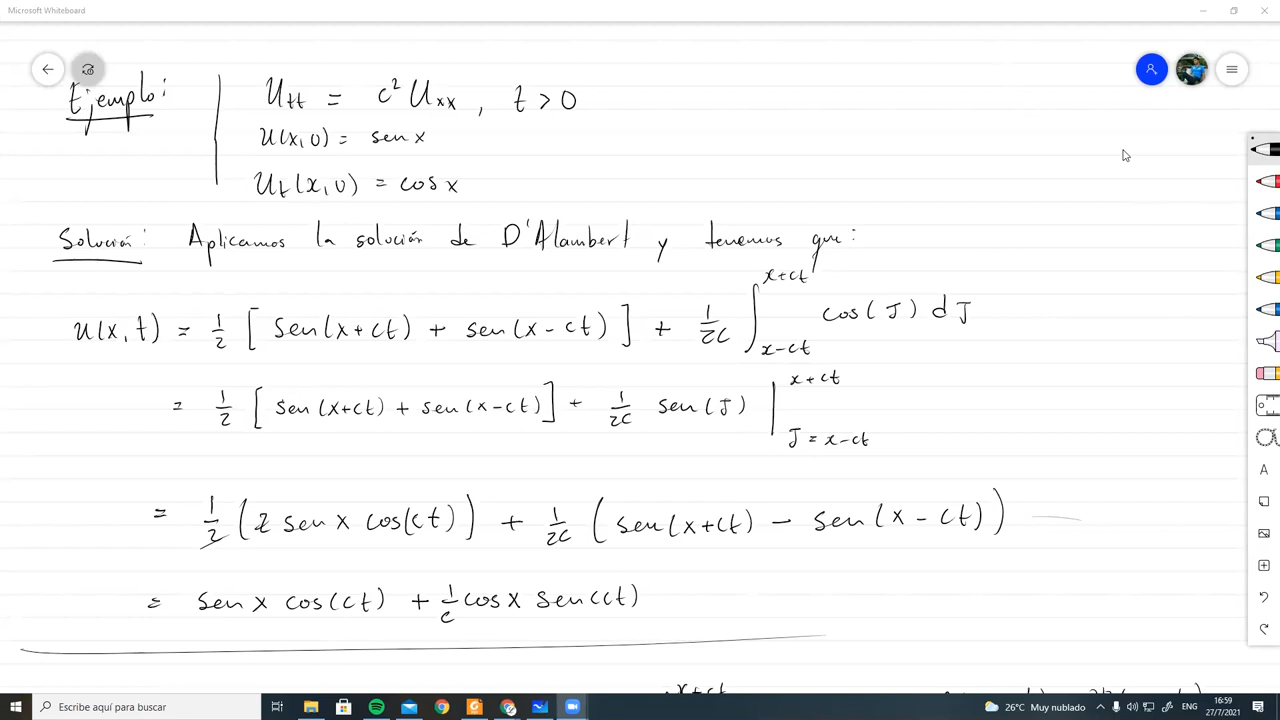 Microsoft Whiteboard
Ejemplo: Utt = c² Uxx , t > 0
u(x,0) = sen x
Ut(x,0) = cos x
Solución: Aplicamos la solución de D'Alambert y tenemos que:
u(x,t) = 1/2 [ Sen(x+ct) + sen(x-ct) ] + 1/2c ∫_{x-ct}^{x+ct} cos(J) dJ
= 1/2 [ Sen(x+ct) + sen(x-ct) ] + 1/2c sen(J) |_{J=x-ct}^{x+ct}
= 1/2 ( 2 sen x cos(ct) ) + 1/2c ( sen(x+ct) - sen(x-ct) )
= sen x cos(ct) + 1/c cos x sen(ct)
x+ct
A
Escribe aquí para buscar
26°C Muy nublado
ENG
16:59
27/7/2021